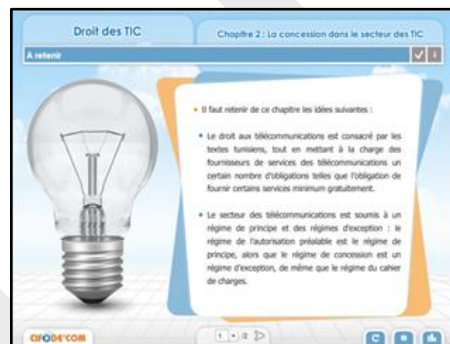 Droit des TIC
Chapitre 2 : La concession dans le secteur des TIC
A retenir
Il faut retenir de ce chapitre les idées suivantes :
Le droit aux télécommunications est consacré par les
textes tunisiens, tout en mettant à la charge des
fournisseurs de services des télécommunications un
certain nombre d'obligations telles que l'obligation de
fournir certains services minimum gratuitement.
Le secteur des télécommunications est soumis à un
régime de principe et des régimes d'exception : le
régime de l'autorisation préalable est le régime de
principe, alors que le régime de concession est un
régime d'exception, de même que le régime du cahier
de charges.
CIFODE'COM
1 /2